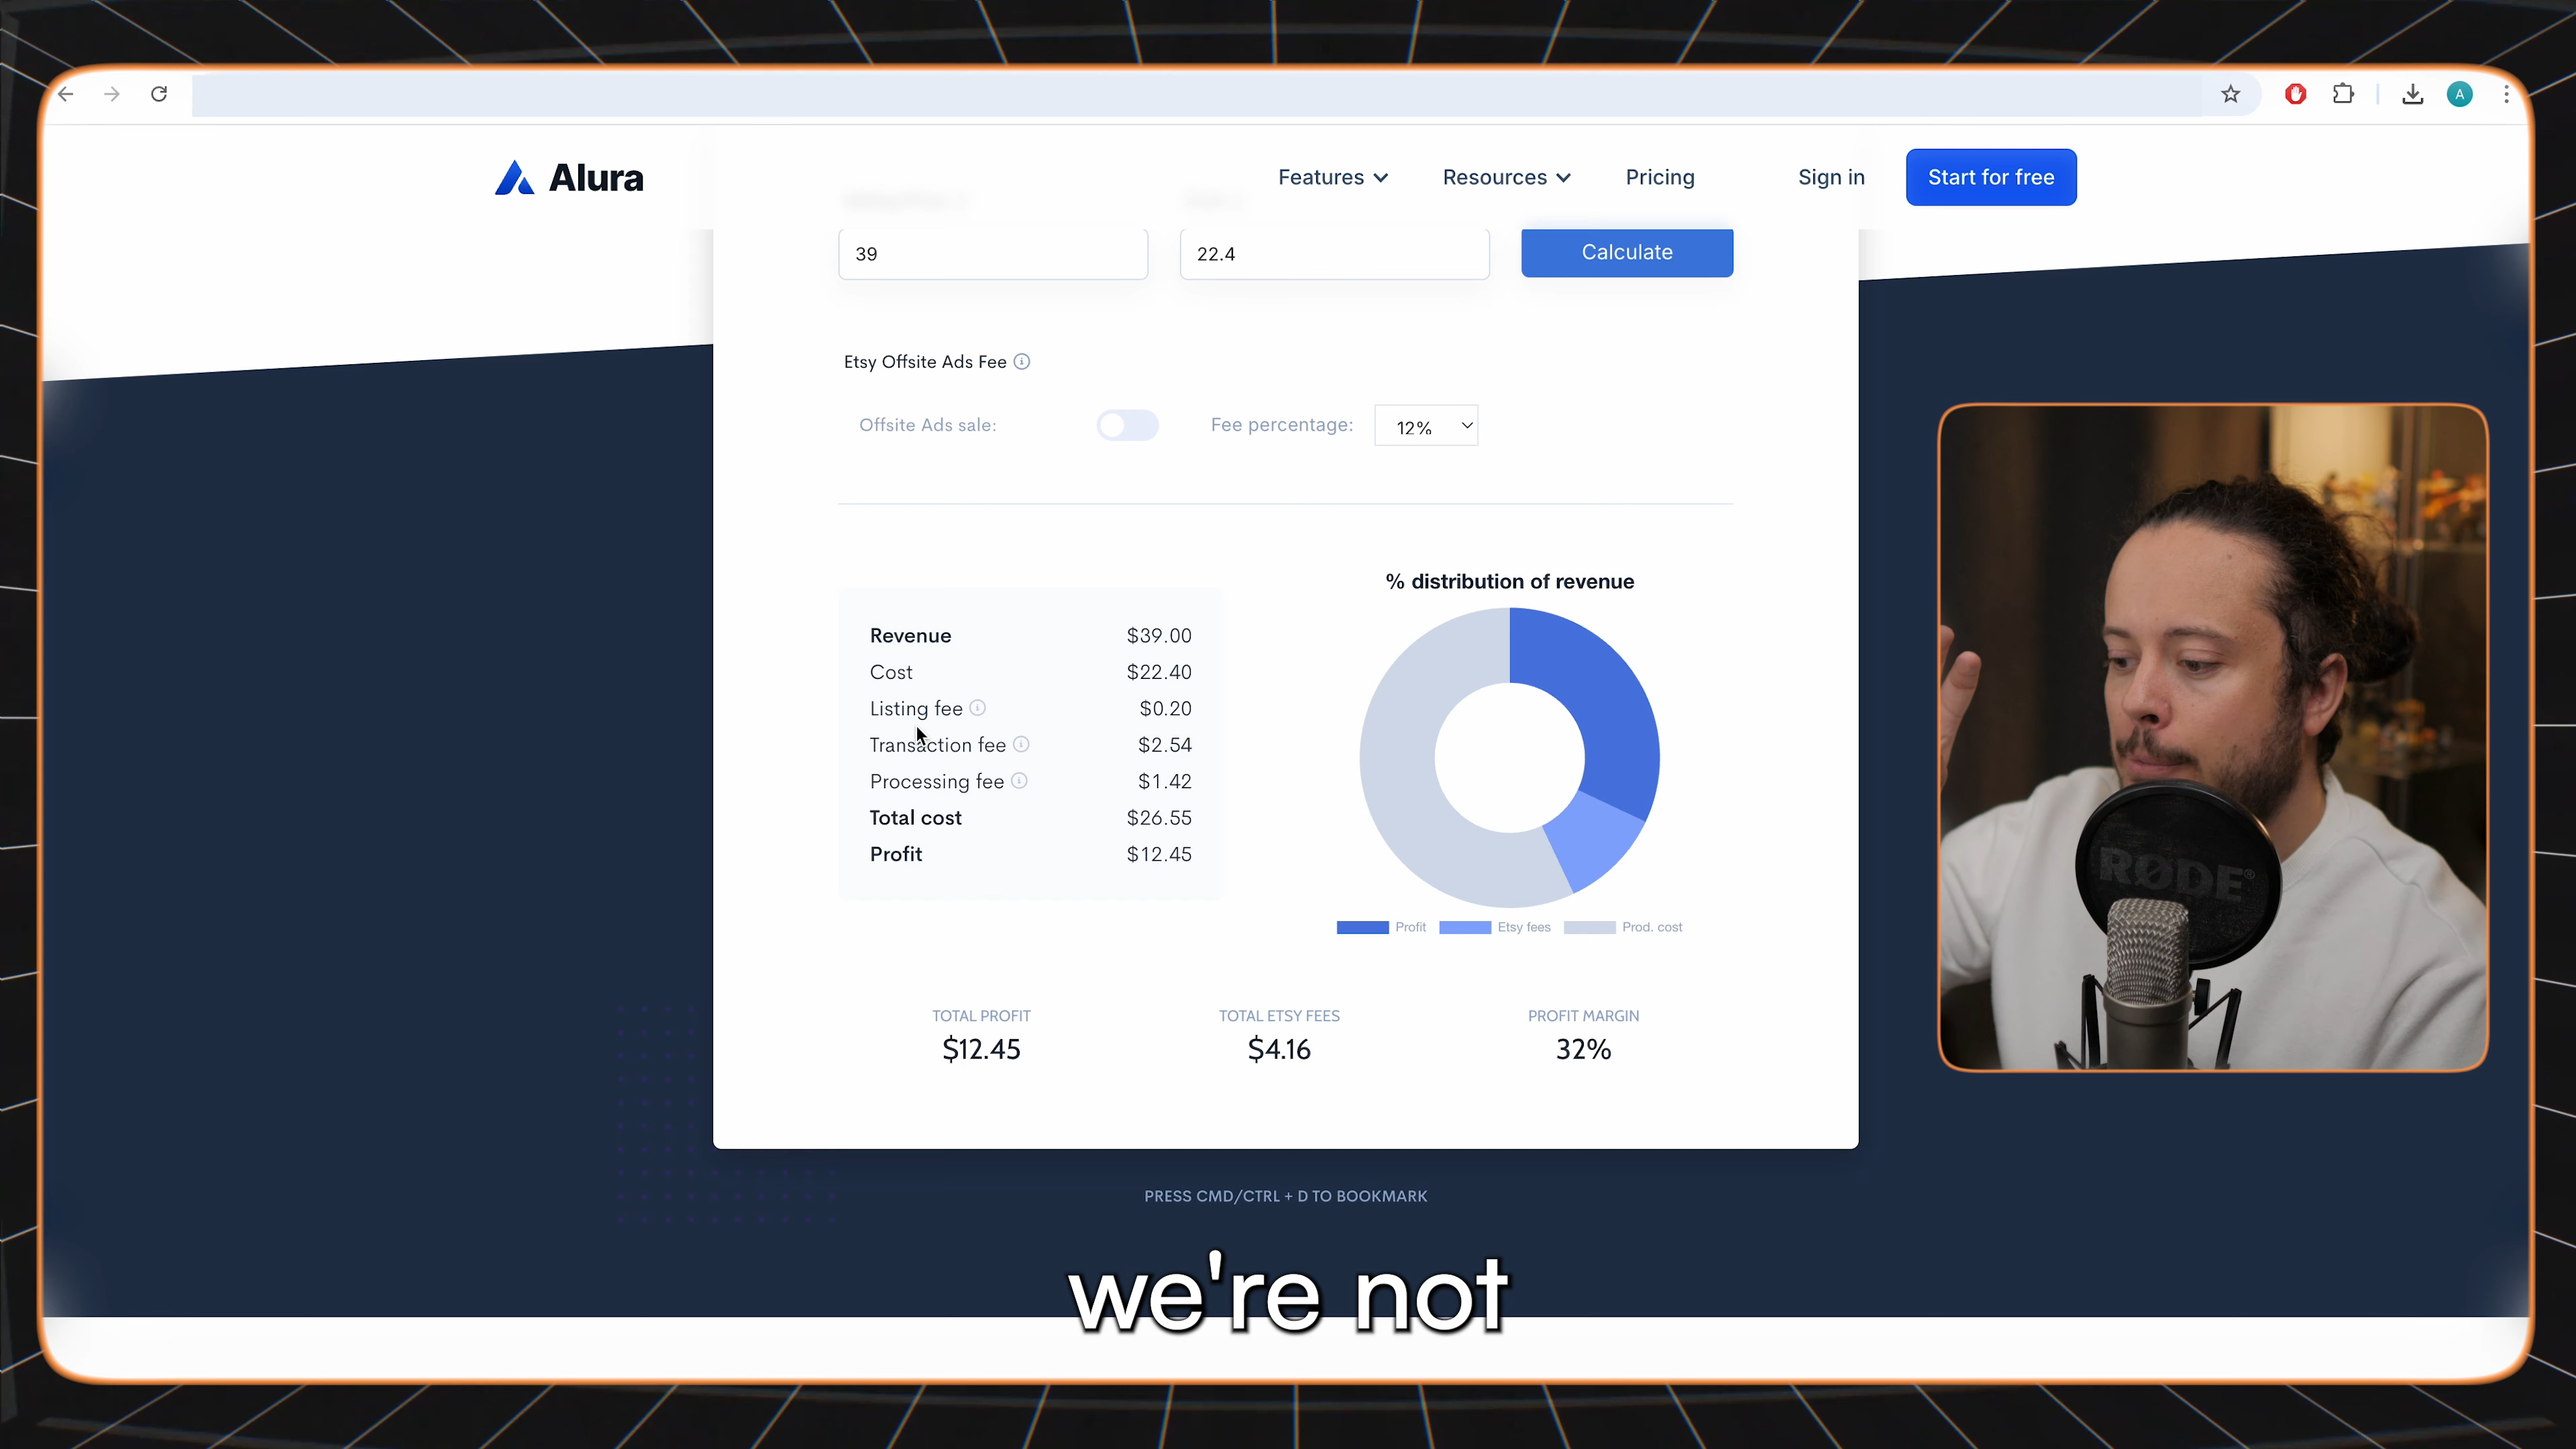 A
Alura
Features
Resources
Pricing
Sign in
Start for free
39
22.4
Calculate
Etsy Offsite Ads Fee
Offsite Ads sale:
Fee percentage:
12%
Revenue $39.00
Cost $22.40
Listing fee $0.20
Transaction fee $2.54
Processing fee $1.42
Total cost $26.55
Profit $12.45
% distribution of revenue
Profit
Etsy fees
Prod. cost
TOTAL PROFIT
$12.45
TOTAL ETSY FEES
$4.16
PROFIT MARGIN
32%
RØDE®
PRESS CMD/CTRL + D TO BOOKMARK
we're not